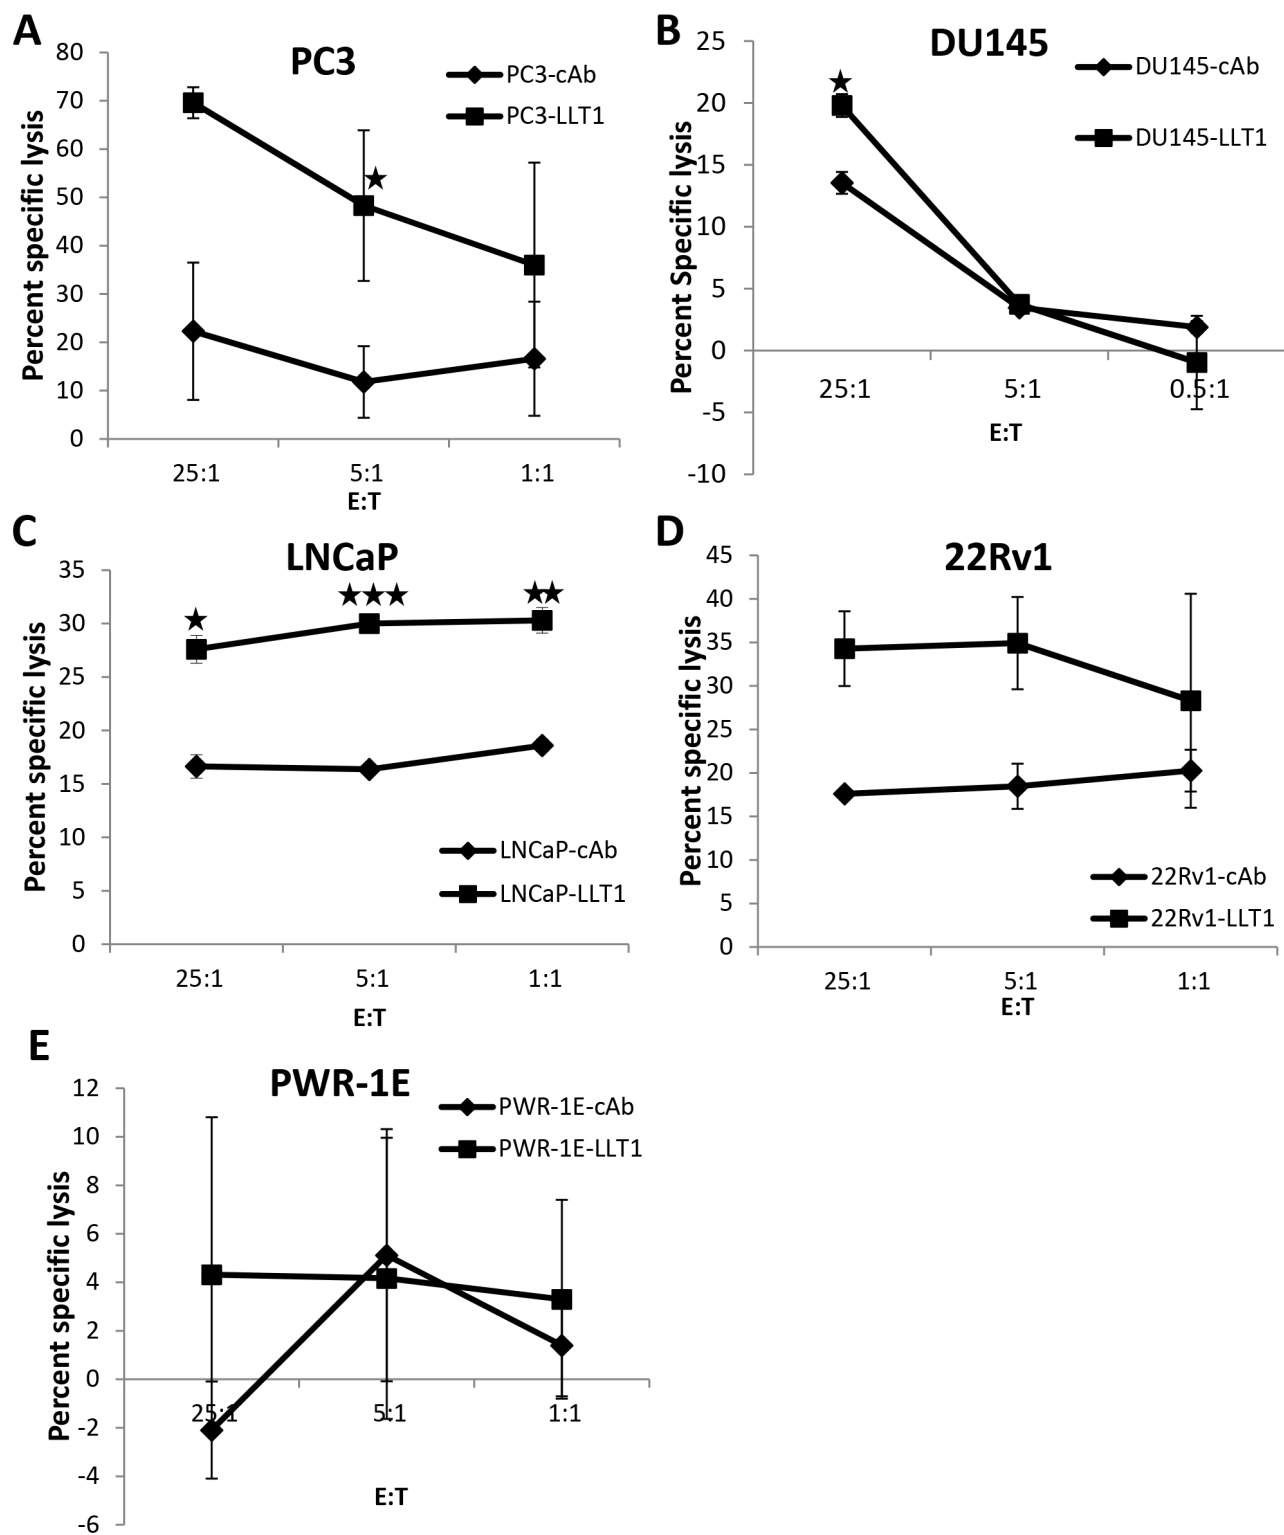 A
PC3
PC3-cAb
PC3-LLT1
Percent specific lysis
80
70
60
50
40
30
20
10
0
25:1
5:1
1:1
E:T
B
DU145
DU145-cAb
DU145-LLT1
Percent Specific lysis
25
20
15
10
5
0
-5
-10
25:1
5:1
0.5:1
E:T
C
LNCaP
LNCaP-cAb
LNCaP-LLT1
Percent specific lysis
35
30
25
20
15
10
5
0
25:1
5:1
1:1
E:T
D
22Rv1
22Rv1-cAb
22Rv1-LLT1
Percent specific lysis
45
40
35
30
25
20
15
10
5
0
25:1
5:1
1:1
E:T
E
PWR-1E
PWR-1E-cAb
PWR-1E-LLT1
Percent specific lysis
12
10
8
6
4
2
0
-2
-4
-6
25:1
5:1
1:1
E:T